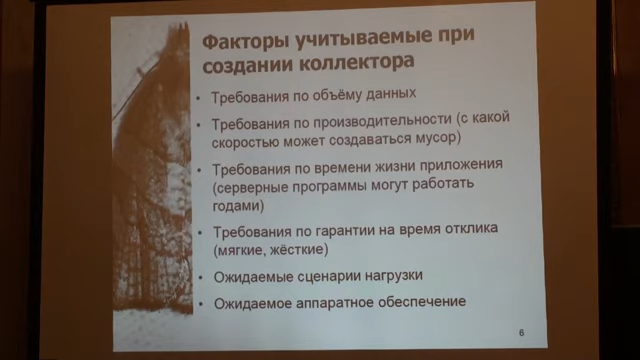 Факторы учитываемые при
создании коллектора
• Требования по объёму данных
• Требования по производительности (с какой
скоростью может создаваться мусор)
• Требования по времени жизни приложения
(серверные программы могут работать
годами)
• Требования по гарантии на время отклика
(мягкие, жёсткие)
• Ожидаемые сценарии нагрузки
• Ожидаемое аппаратное обеспечение
6